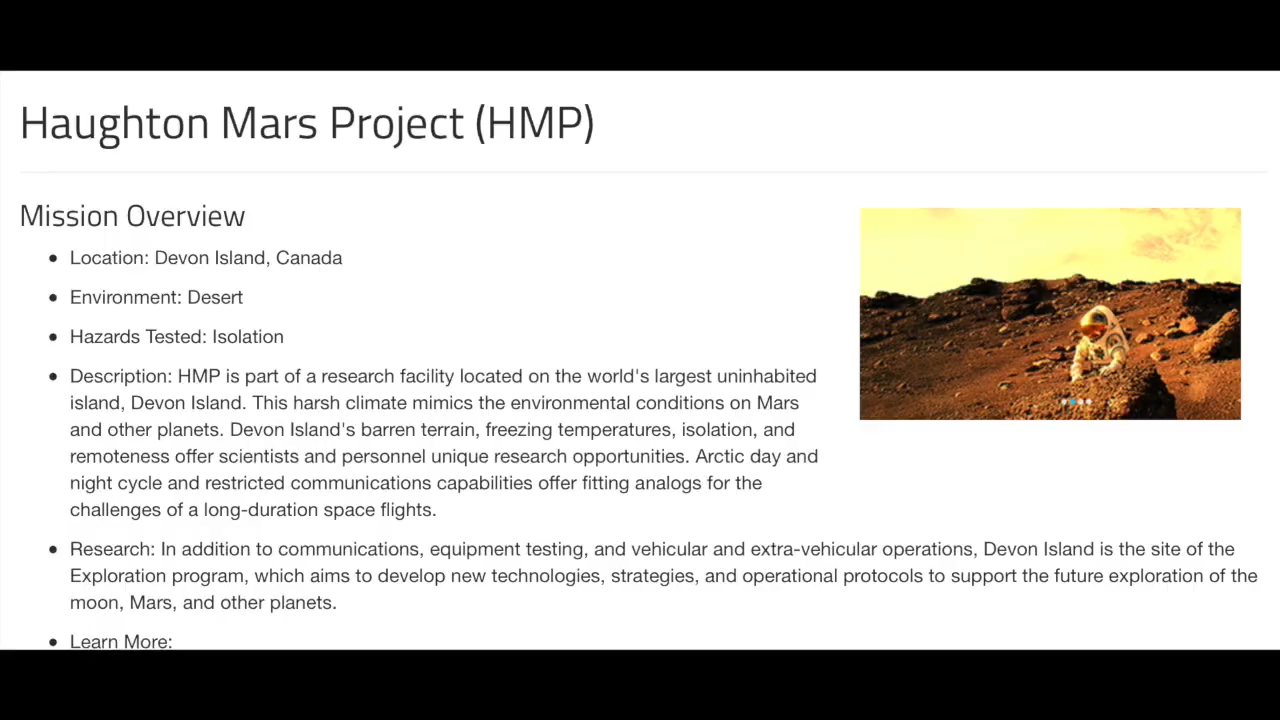 Haughton Mars Project (HMP)
Mission Overview
Location: Devon Island, Canada
Environment: Desert
Hazards Tested: Isolation
Description: HMP is part of a research facility located on the world's largest uninhabited
island, Devon Island. This harsh climate mimics the environmental conditions on Mars
and other planets. Devon Island's barren terrain, freezing temperatures, isolation, and
remoteness offer scientists and personnel unique research opportunities. Arctic day and
night cycle and restricted communications capabilities offer fitting analogs for the
challenges of a long-duration space flights.
Research: In addition to communications, equipment testing, and vehicular and extra-vehicular operations, Devon Island is the site of the
Exploration program, which aims to develop new technologies, strategies, and operational protocols to support the future exploration of the
moon, Mars, and other planets.
Learn More: